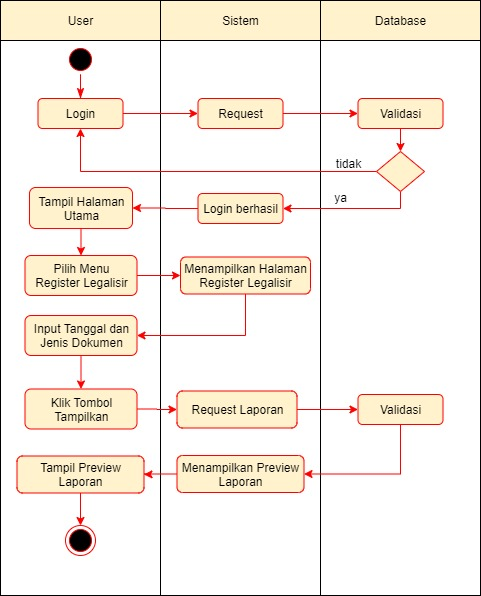 User
Sistem
Database
Login
Request
Validasi
tidak
ya
Login berhasil
Tampil Halaman
Utama
Pilih Menu
Register Legalisir
Menampilkan Halaman
Register Legalisir
Input Tanggal dan
Jenis Dokumen
Klik Tombol
Tampilkan
Request Laporan
Validasi
Menampilkan Preview
Laporan
Tampil Preview
Laporan